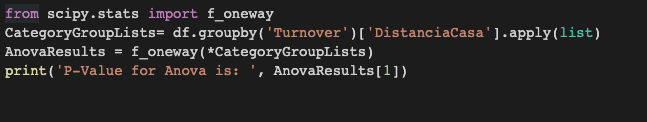 from scipy.stats import f_oneway
CategoryGroupLists= df.groupby('Turnover')['DistanciaCasa'].apply(list)
AnovaResults = f_oneway(*CategoryGroupLists)
print('P-Value for Anova is: ', AnovaResults[1])